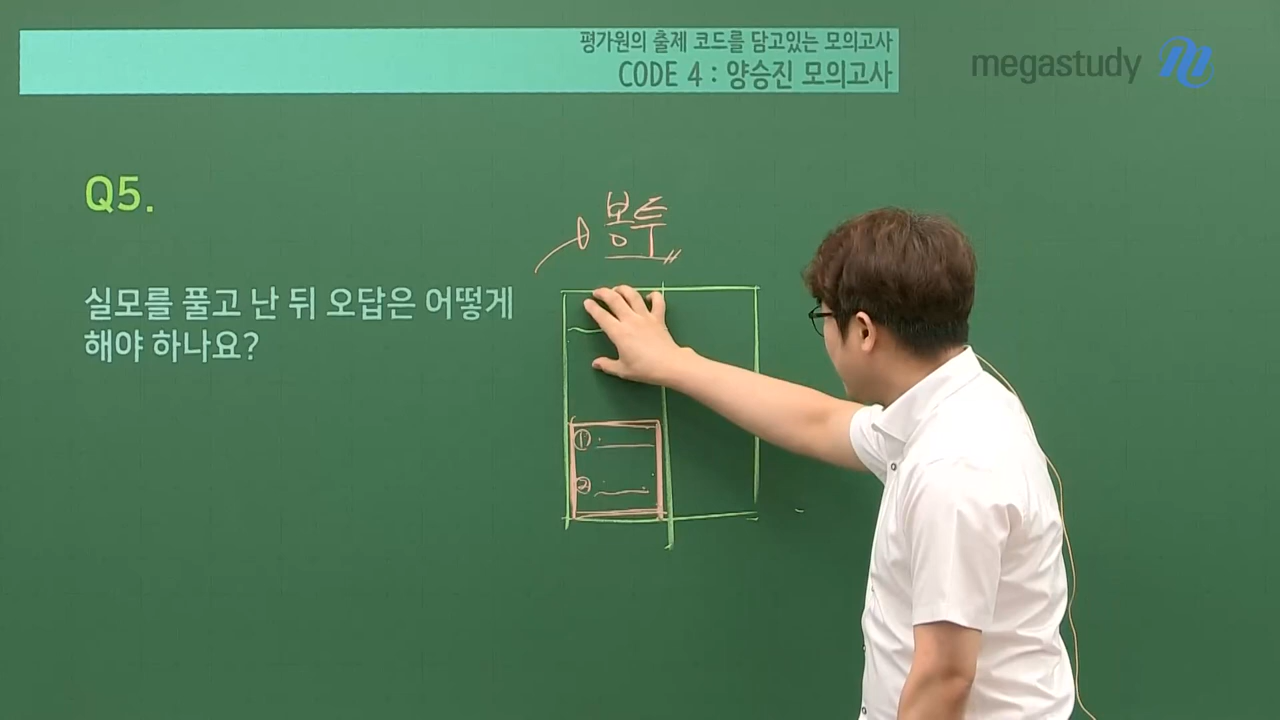 평가원의 출제 코드를 담고있는 모의고사
CODE 4 : 양승진 모의고사
megastudy
Q5.
봉투
실모를 풀고 난 뒤 오답은 어떻게
해야 하나요?
①
②